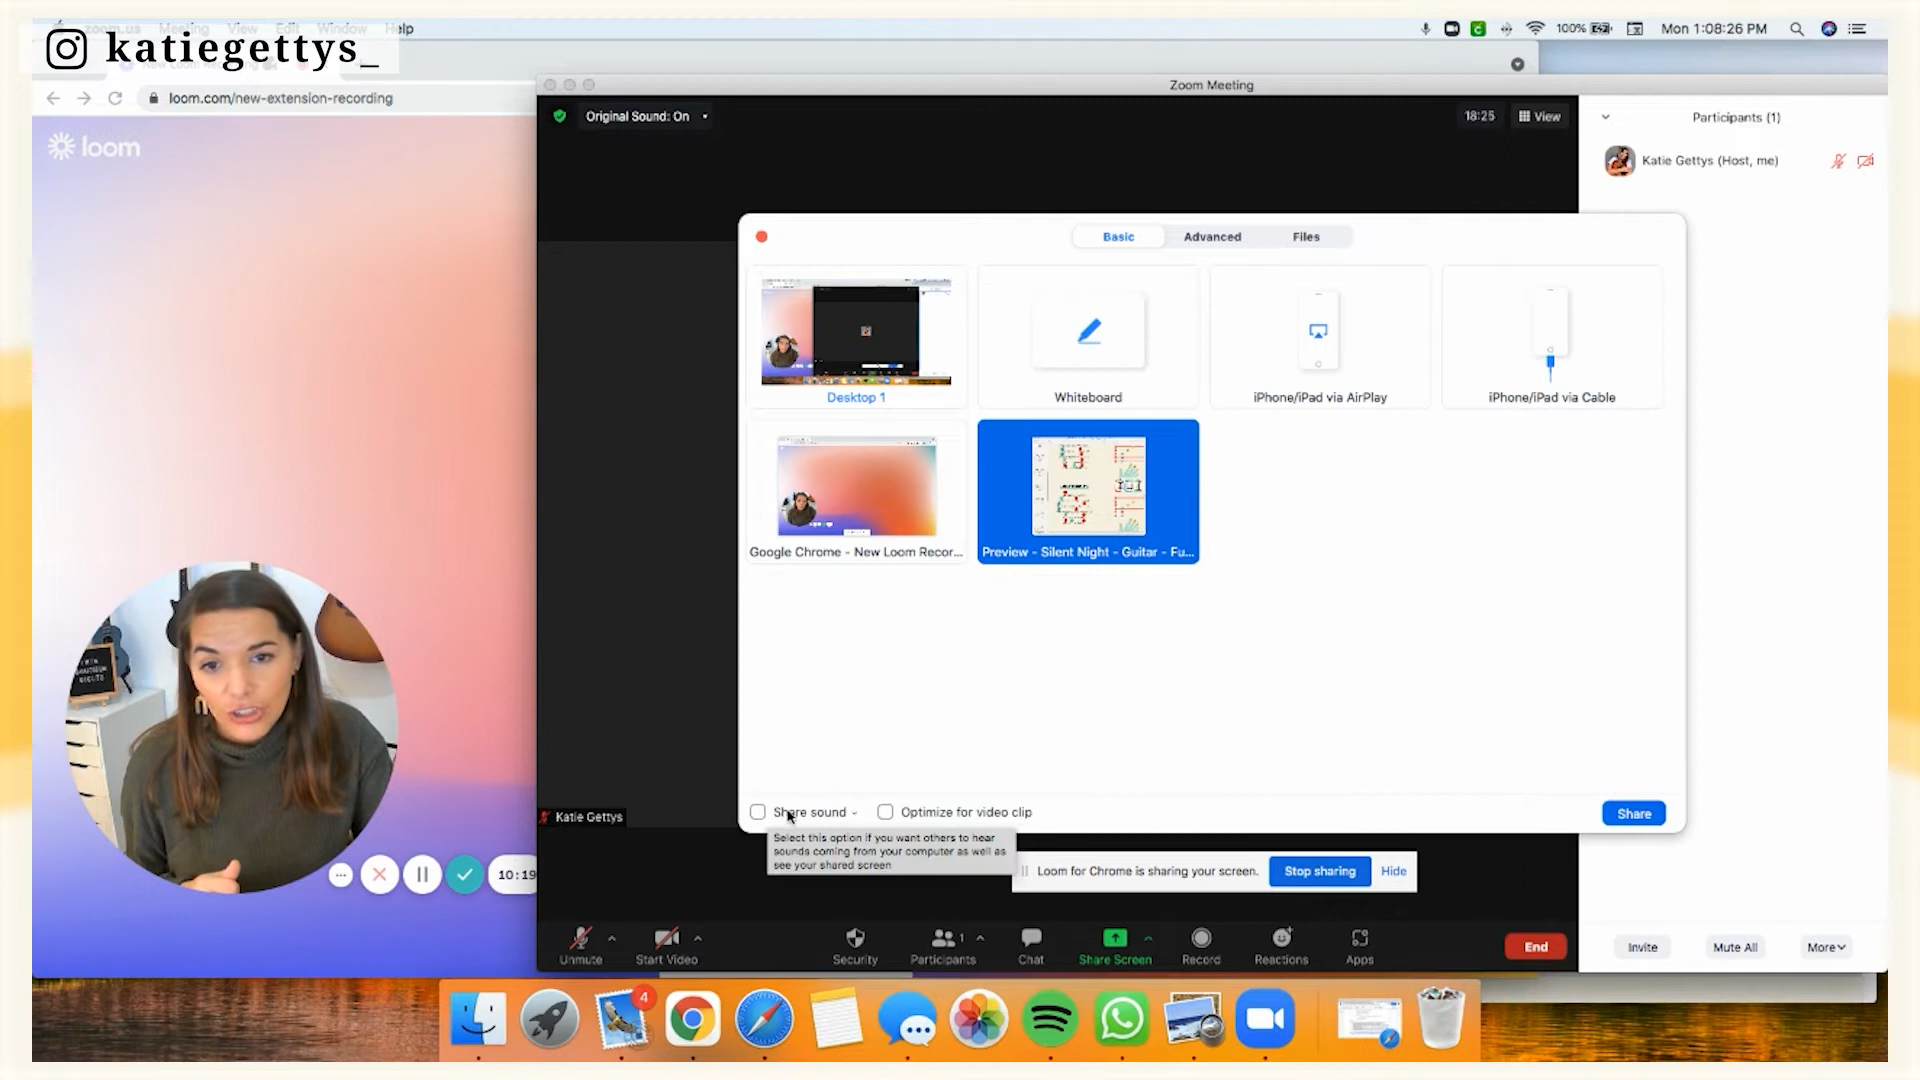 katiegettys_
Help
100%
Mon 1:08:26 PM
loom.com/new-extension-recording
loom
Zoom Meeting
Original Sound: On
18:25
View
Participants (1)
Katie Gettys (Host, me)
Basic
Advanced
Files
Desktop 1
Whiteboard
iPhone/iPad via AirPlay
iPhone/iPad via Cable
Google Chrome - New Loom Recor...
Preview - Silent Night - Guitar - Fu...
Share sound
Optimize for video clip
Share
Select this option if you want others to hear
sounds coming from your computer as well as
see your shared screen
Katie Gettys
10:19
Loom for Chrome is sharing your screen.
Stop sharing
Hide
Unmute
Start Video
Security
Participants
1
Chat
Share Screen
Record
Reactions
Apps
End
Invite
Mute All
More
4